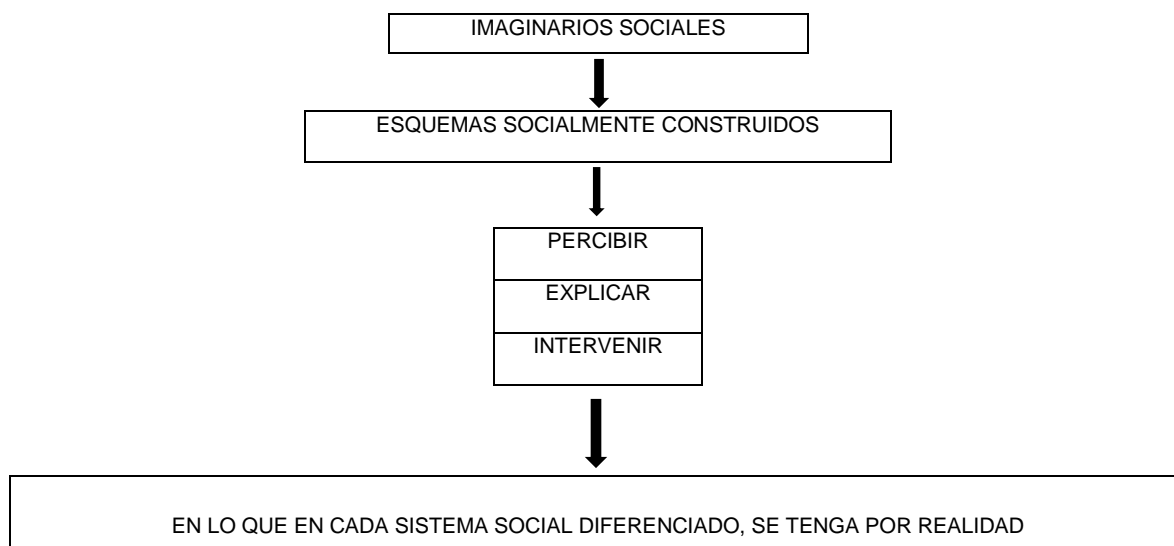 IMAGINARIOS SOCIALES
ESQUEMAS SOCIALMENTE CONSTRUIDOS
PERCIBIR
EXPLICAR
INTERVENIR
EN LO QUE EN CADA SISTEMA SOCIAL DIFERENCIADO, SE TENGA POR REALIDAD